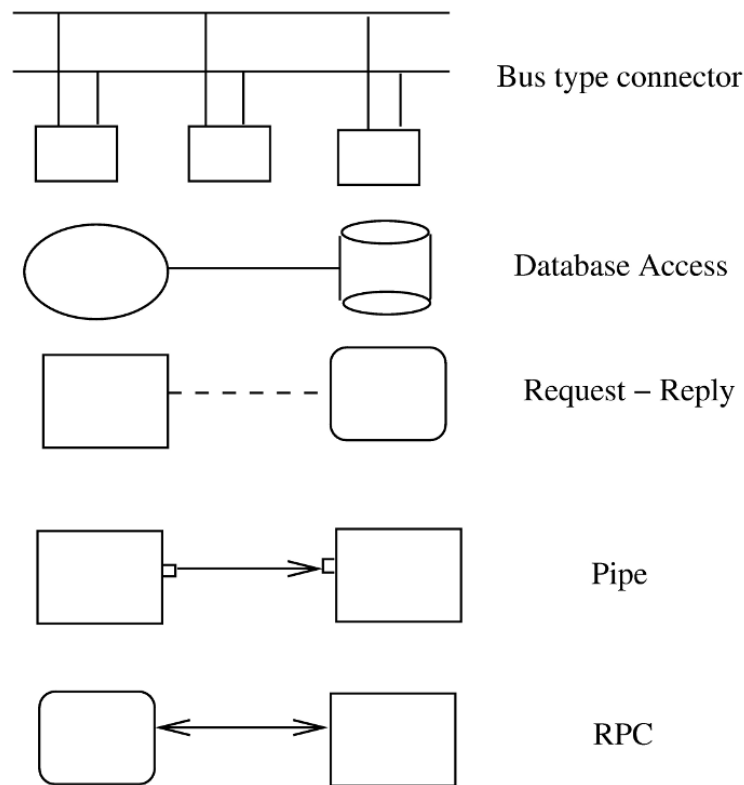 Bus type connector
Database Access
Request – Reply
Pipe
RPC